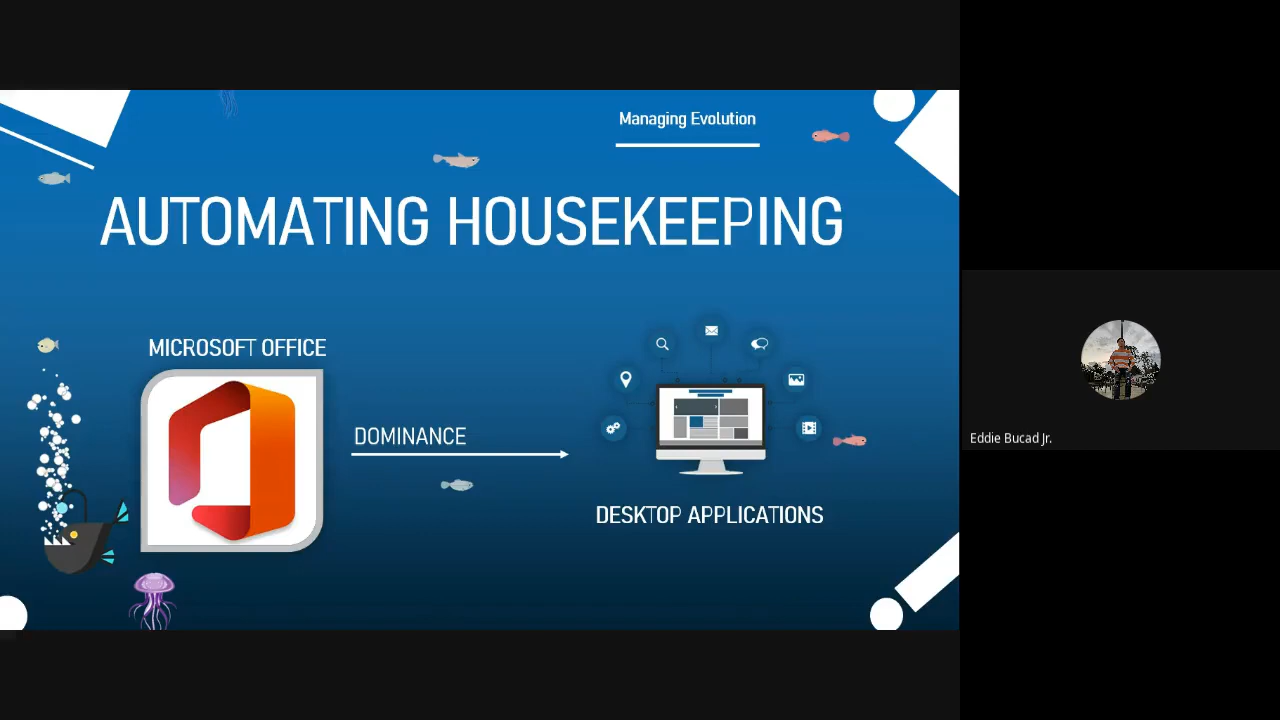 Managing Evolution
AUTOMATING HOUSEKEEPING
MICROSOFT OFFICE
DOMINANCE
DESKTOP APPLICATIONS
Eddie Bucad Jr.